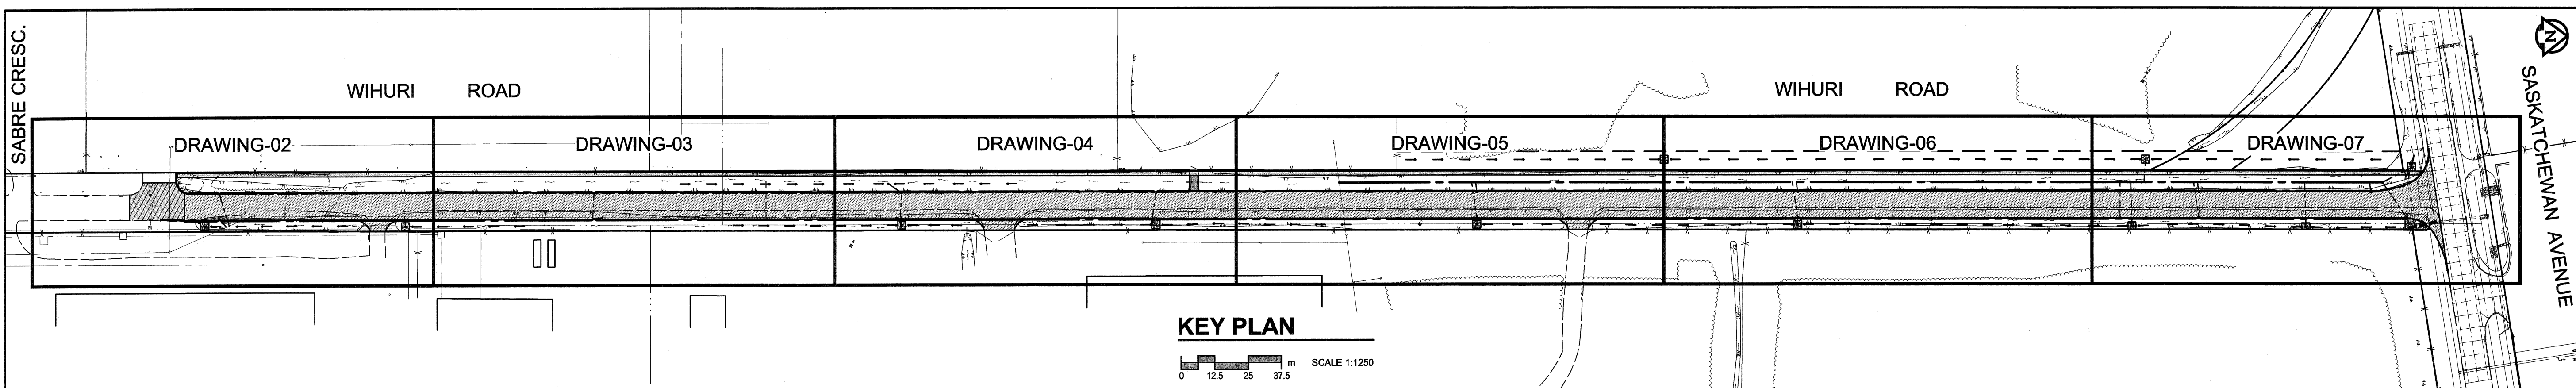 SABRE CRESC.
WIHURI ROAD
WIHURI ROAD
N
SASKATCHEWAN AVENUE
DRAWING-02
DRAWING-03
DRAWING-04
DRAWING-05
DRAWING-06
DRAWING-07
KEY PLAN
m SCALE 1:1250
0 12.5 25 37.5